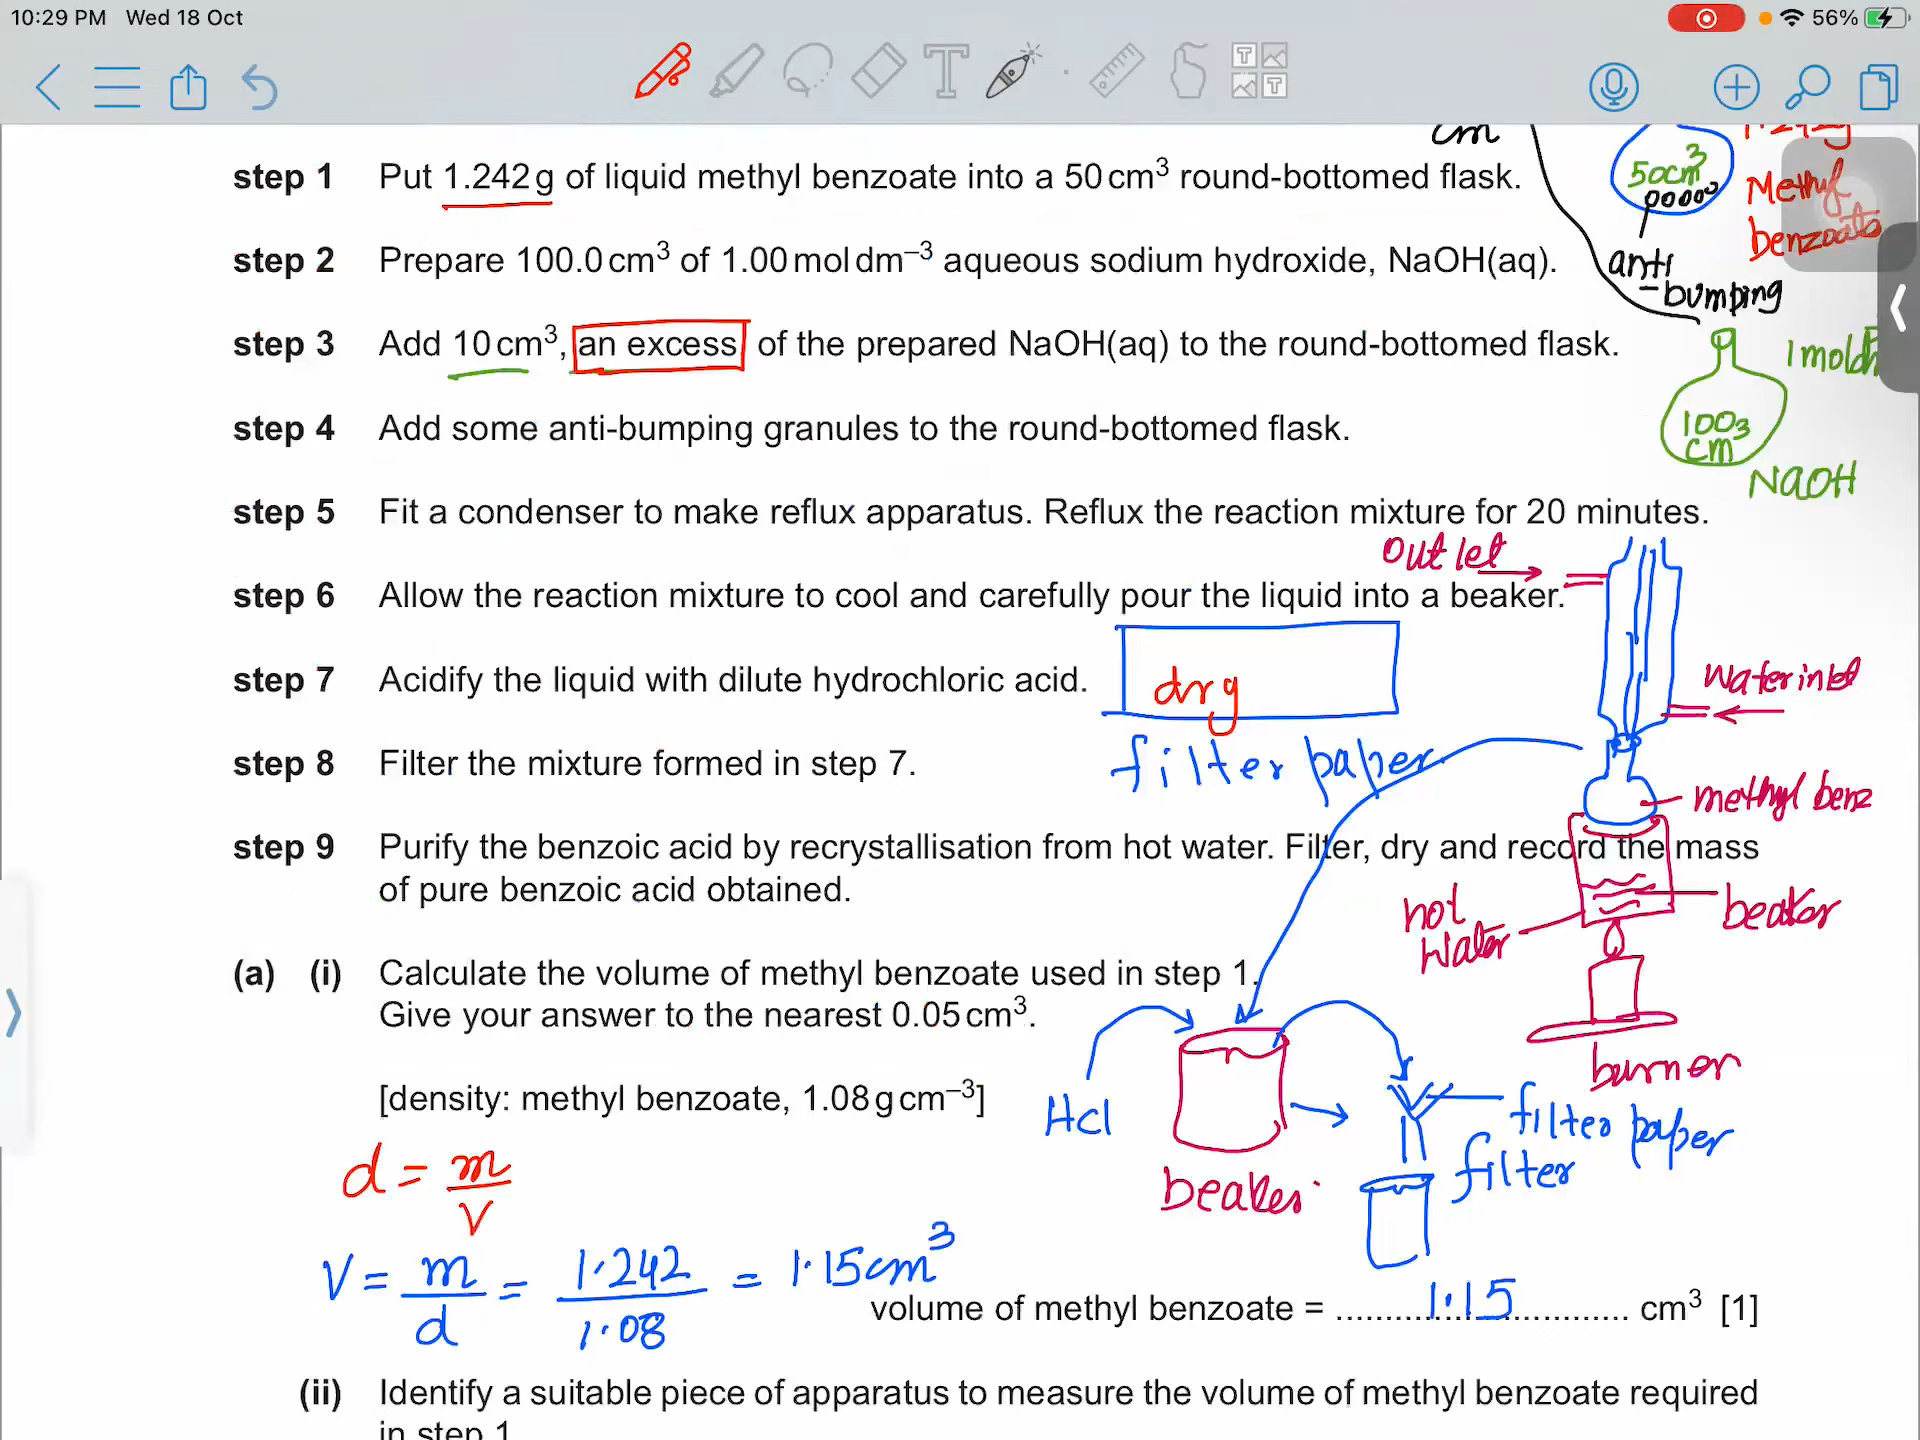 10:29 PM Wed 18 Oct
56%
cm
50cm³
Methyl
benzoate
step 1 Put 1.242 g of liquid methyl benzoate into a 50 cm³ round-bottomed flask.
anti
-bumping
step 2 Prepare 100.0 cm³ of 1.00 mol dm⁻³ aqueous sodium hydroxide, NaOH(aq).
step 3 Add 10 cm³, an excess of the prepared NaOH(aq) to the round-bottomed flask.
100 cm³
NaOH
step 4 Add some anti-bumping granules to the round-bottomed flask.
step 5 Fit a condenser to make reflux apparatus. Reflux the reaction mixture for 20 minutes.
Outlet
step 6 Allow the reaction mixture to cool and carefully pour the liquid into a beaker.
Water inlet
step 7 Acidify the liquid with dilute hydrochloric acid.
dry
filter paper
step 8 Filter the mixture formed in step 7.
methyl benz
step 9 Purify the benzoic acid by recrystallisation from hot water. Filter, dry and record the mass
of pure benzoic acid obtained.
hot
water
beaker
(a) (i) Calculate the volume of methyl benzoate used in step 1.
Give your answer to the nearest 0.05 cm³.
burner
[density: methyl benzoate, 1.08 g cm⁻³]
HCl
filter paper
filter
beaker
d = m/V
V = m/d = 1.242/1.08 = 1.15cm³
volume of methyl benzoate = ........1.15............ cm³ [1]
(ii) Identify a suitable piece of apparatus to measure the volume of methyl benzoate required
in step 1